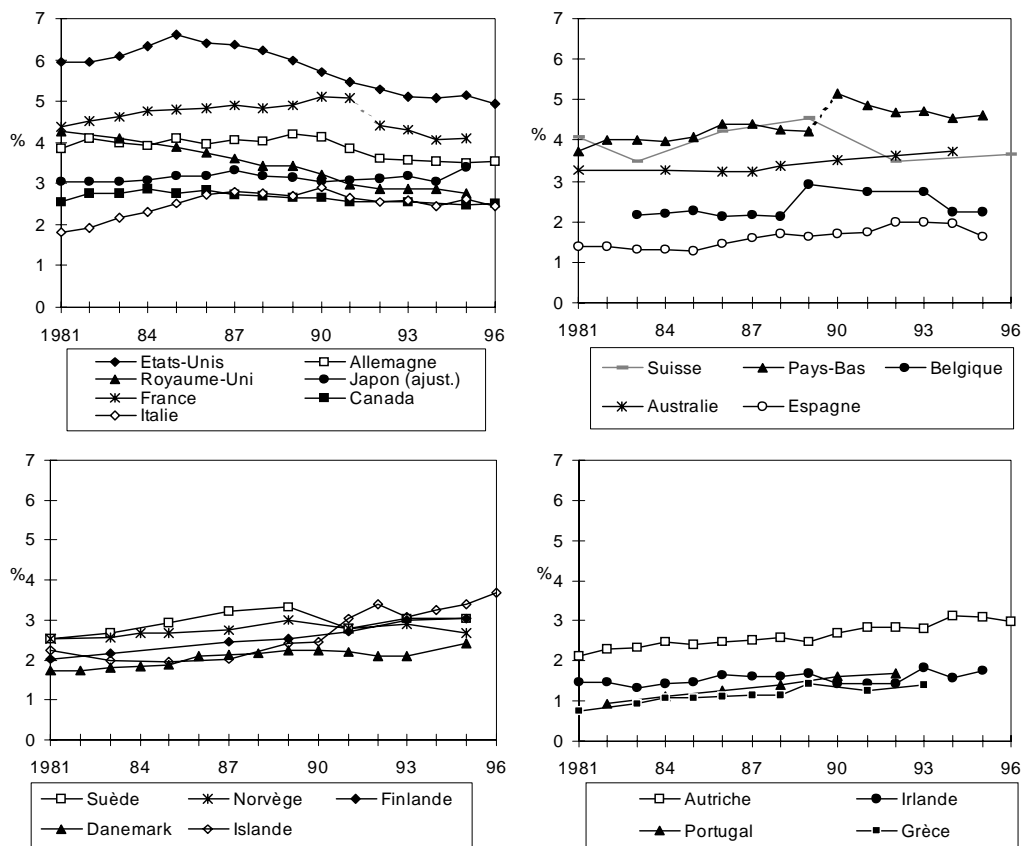 7
6
5
4
3
2
1
0
%
1981 84 87 90 93 96
Etats-Unis Allemagne
Royaume-Uni Japon (ajust.)
France Canada
Italie
7
6
5
4
3
2
1
0
%
1981 84 87 90 93 96
Suisse Pays-Bas Belgique
Australie Espagne
7
6
5
4
3
2
1
0
%
1981 84 87 90 93 96
Suède Norvège Finlande
Danemark Islande
7
6
5
4
3
2
1
0
%
1981 84 87 90 93 96
Autriche Irlande
Portugal Grèce